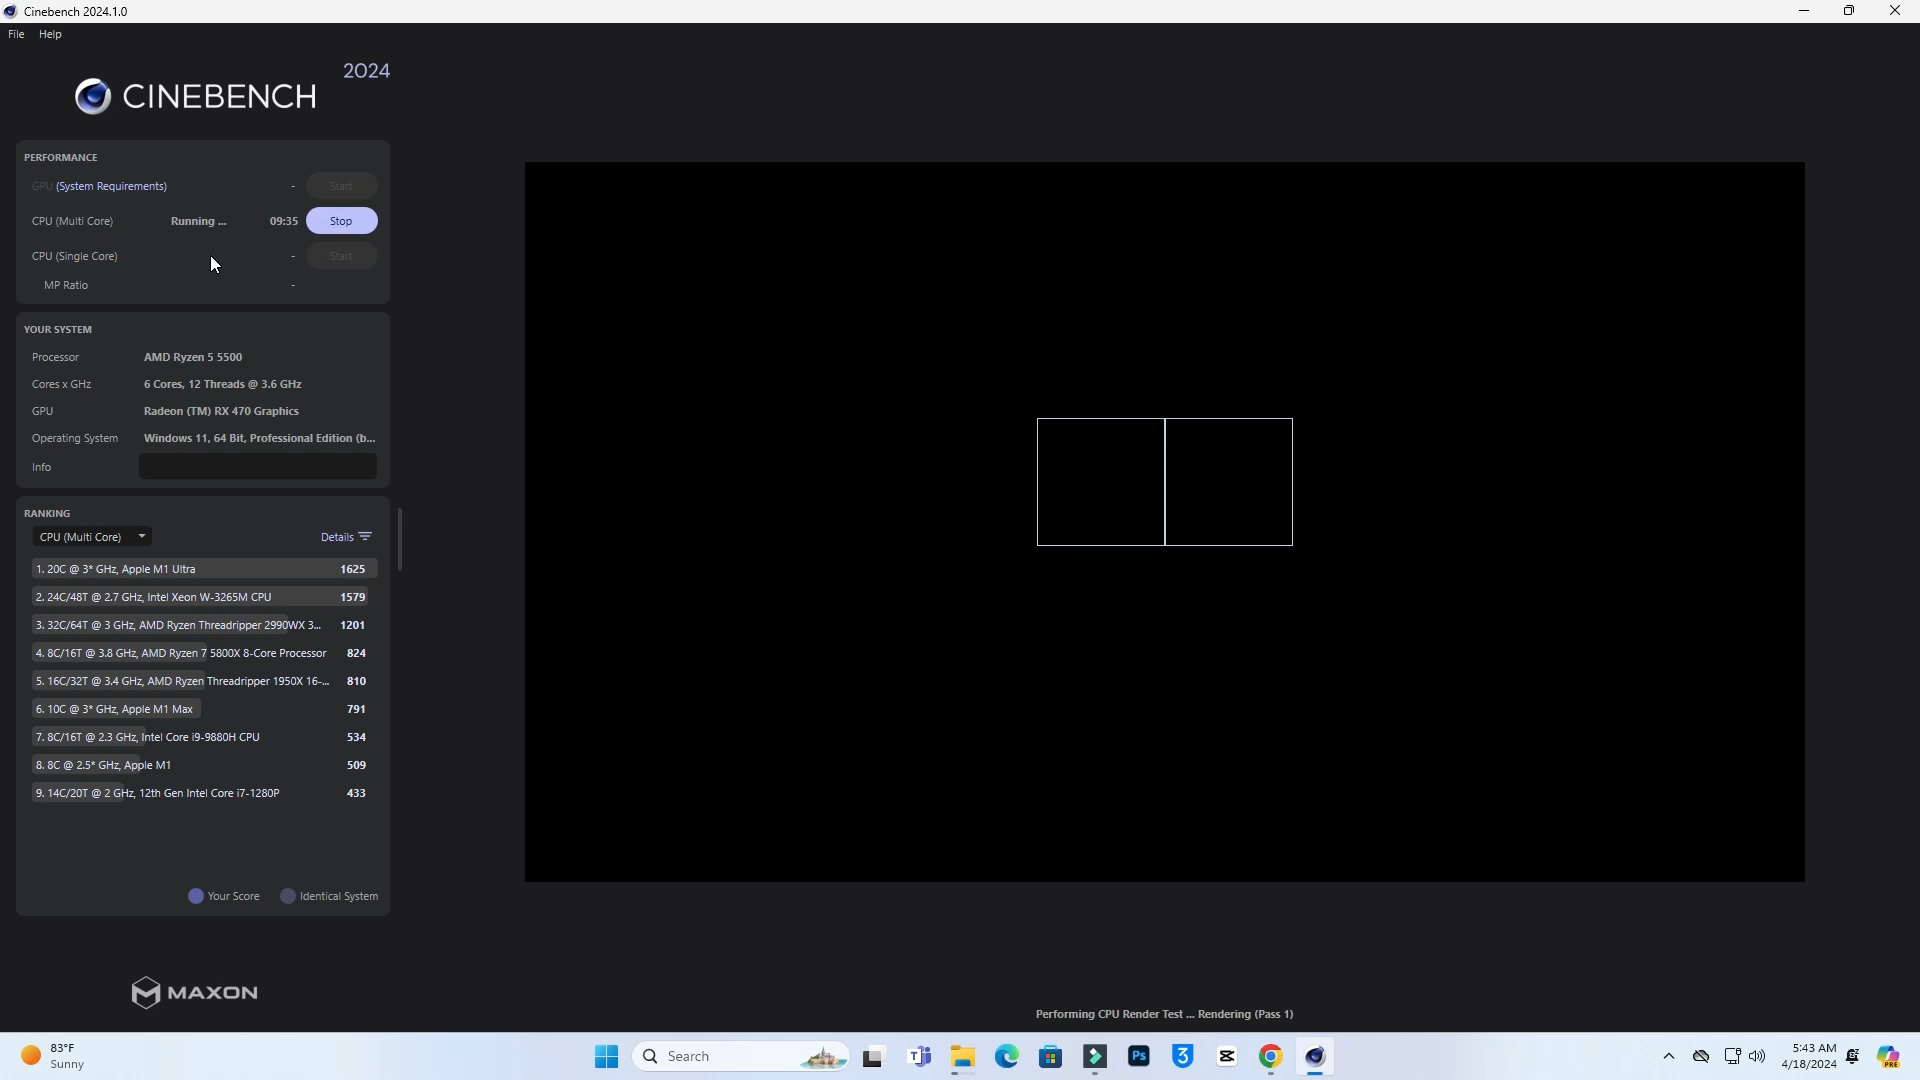 Cinebench 2024.1.0
File Help
CINEBENCH 2024
PERFORMANCE
GPU (System Requirements) - Start
CPU (Multi Core) Running ... 09:35 Stop
CPU (Single Core) - Start
MP Ratio -
YOUR SYSTEM
Processor AMD Ryzen 5 5500
Cores x GHz 6 Cores, 12 Threads @ 3.6 GHz
GPU Radeon (TM) RX 470 Graphics
Operating System Windows 11, 64 Bit, Professional Edition (b...
Info
RANKING
CPU (Multi Core) Details
1. 20C @ 3* GHz, Apple M1 Ultra 1625
2. 24C/48T @ 2.7 GHz, Intel Xeon W-3265M CPU 1579
3. 32C/64T @ 3 GHz, AMD Ryzen Threadripper 2990WX 3... 1201
4. 8C/16T @ 3.8 GHz, AMD Ryzen 7 5800X 8-Core Processor 824
5. 16C/32T @ 3.4 GHz, AMD Ryzen Threadripper 1950X 16-... 810
6. 10C @ 3* GHz, Apple M1 Max 791
7. 8C/16T @ 2.3 GHz, Intel Core i9-9880H CPU 534
8. 8C @ 2.5* GHz, Apple M1 509
9. 14C/20T @ 2 GHz, 12th Gen Intel Core i7-1280P 433
Your Score Identical System
MAXON
Performing CPU Render Test ... Rendering (Pass 1)
83°F
Sunny
Search
T
Ps
3
5:43 AM
4/18/2024
PRE